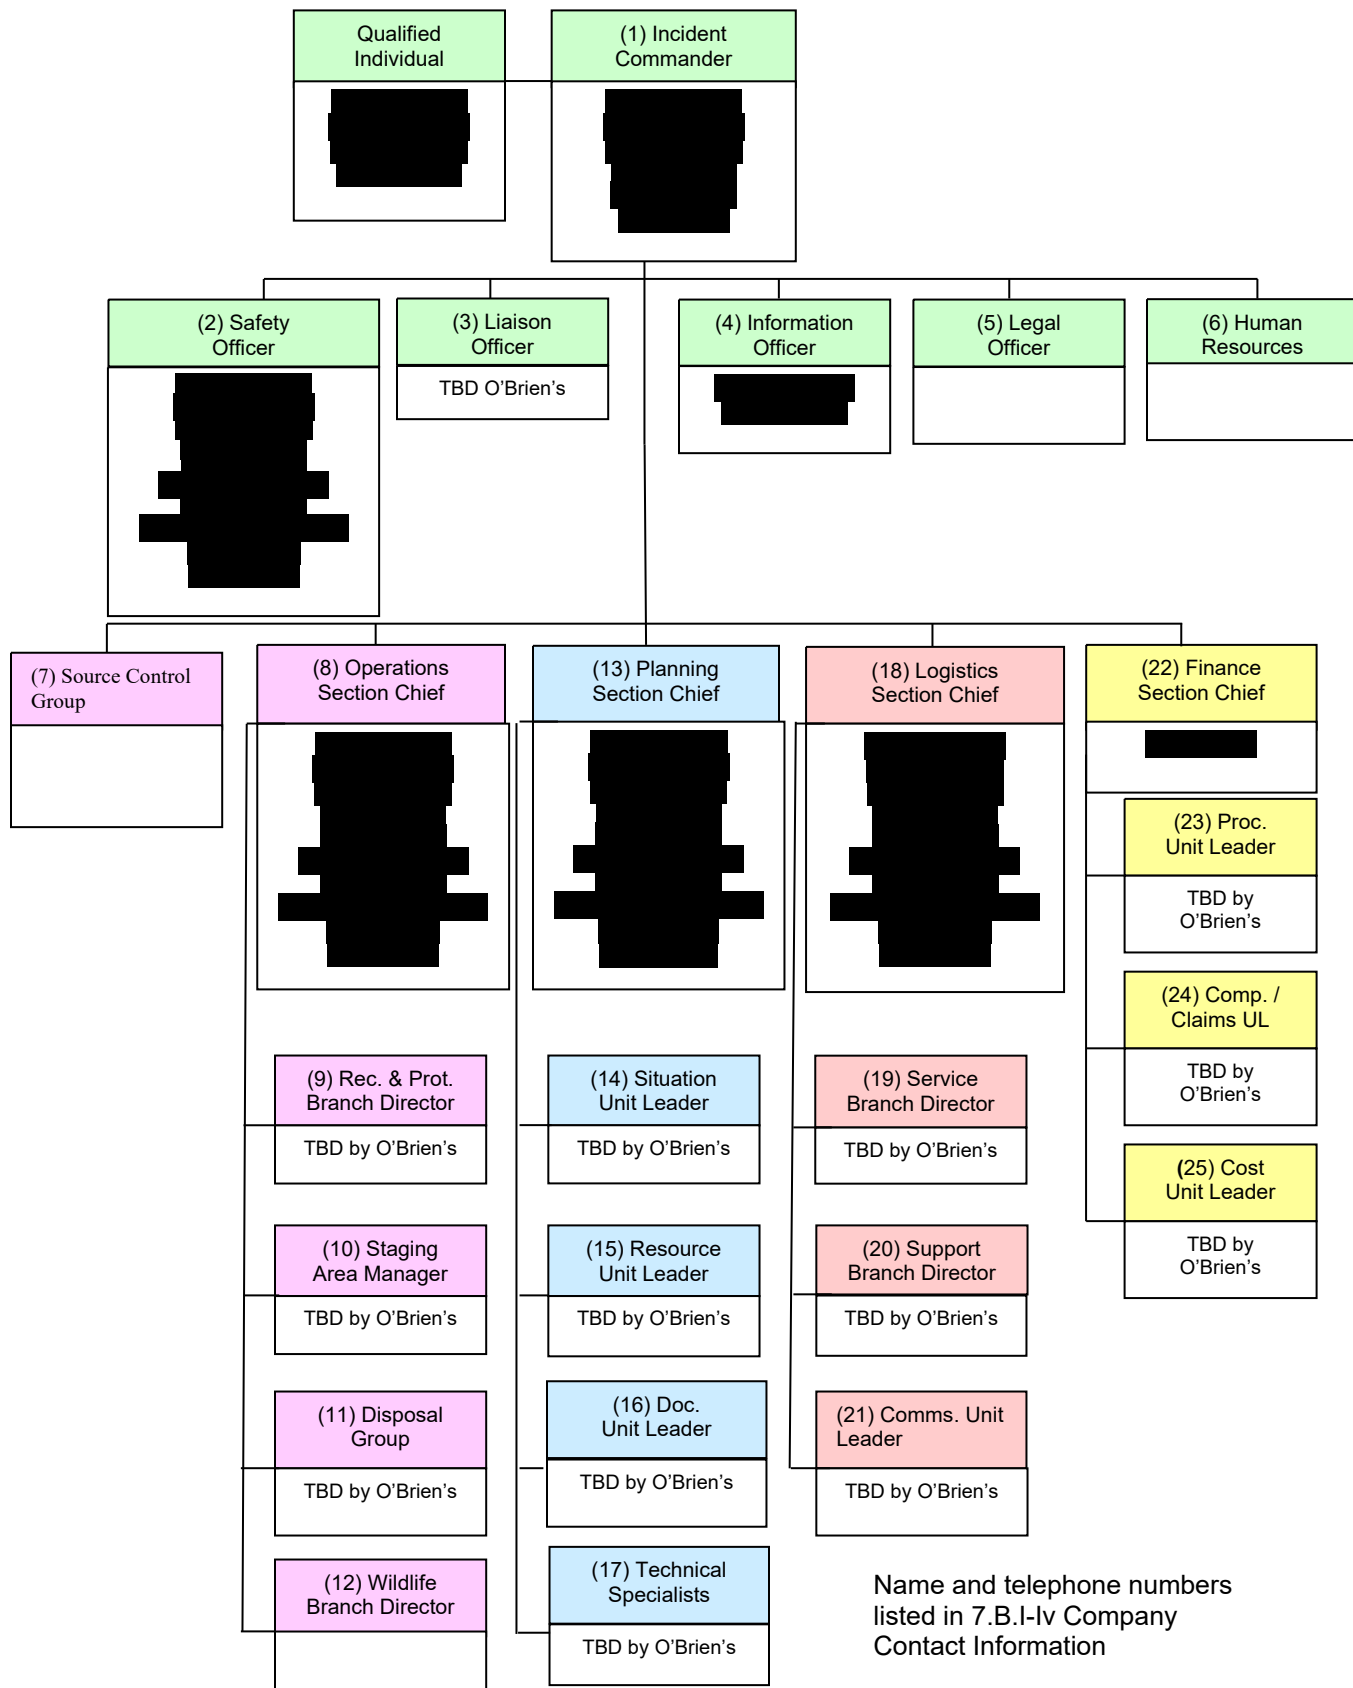 Qualified
Individual
(1) Incident
Commander
(2) Safety
Officer
(3) Liaison
Officer
TBD O’Brien’s
(4) Information
Officer
(5) Legal
Officer
(6) Human
Resources
(7) Source Control
Group
(8) Operations
Section Chief
(9) Rec. & Prot.
Branch Director
TBD by O’Brien’s
(10) Staging
Area Manager
TBD by O’Brien’s
(11) Disposal
Group
TBD by O’Brien’s
(12) Wildlife
Branch Director
(13) Planning
Section Chief
(14) Situation
Unit Leader
TBD by O’Brien’s
(15) Resource
Unit Leader
TBD by O’Brien’s
(16) Doc.
Unit Leader
TBD by O’Brien’s
(17) Technical
Specialists
TBD by O’Brien’s
(18) Logistics
Section Chief
(19) Service
Branch Director
TBD by O’Brien’s
(20) Support
Branch Director
TBD by O’Brien’s
(21) Comms. Unit
Leader
TBD by O’Brien’s
(22) Finance
Section Chief
(23) Proc.
Unit Leader
TBD by
O’Brien’s
(24) Comp. /
Claims UL
TBD by
O’Brien’s
(25) Cost
Unit Leader
TBD by
O’Brien’s
Name and telephone numbers
listed in 7.B.I-Iv Company
Contact Information